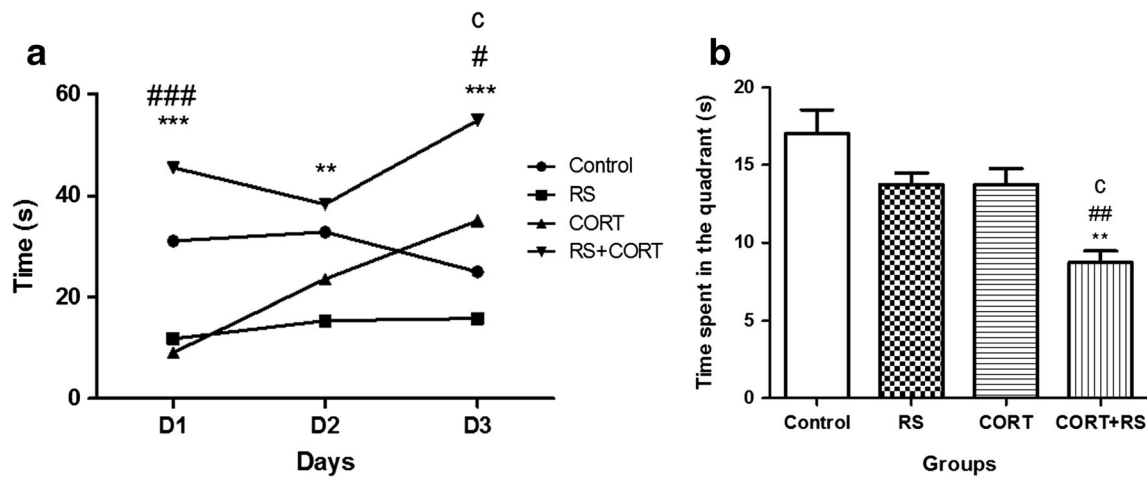 a
C
#
***
###
***
**
60
40
20
0
Time (s)
D1 D2 D3
Days
Control
RS
CORT
RS+CORT
b
20
15
10
5
0
Time spent in the quadrant (s)
C
##
**
Control RS CORT CORT+RS
Groups